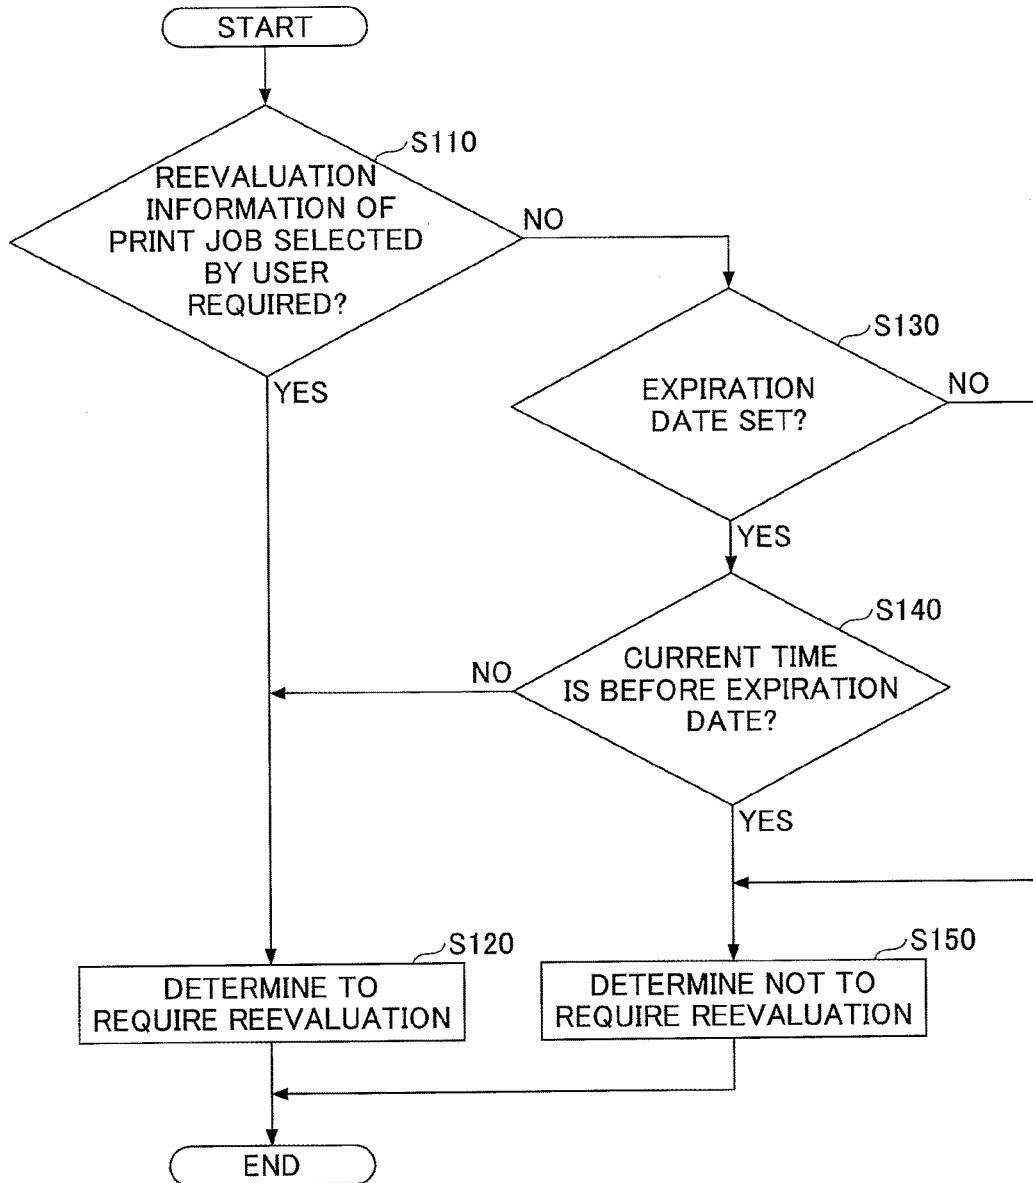 START
S110
REEVALUATION
INFORMATION OF
PRINT JOB SELECTED
BY USER
REQUIRED?
NO
YES
S130
EXPIRATION
DATE SET?
NO
YES
S140
CURRENT TIME
IS BEFORE EXPIRATION
DATE?
NO
YES
S120
DETERMINE TO
REQUIRE REEVALUATION
S150
DETERMINE NOT TO
REQUIRE REEVALUATION
END